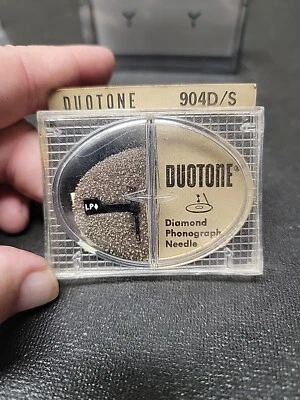 DUOTONE 904D/S
LP♦
DUOTONE®
Diamond
Phonograph
Needle